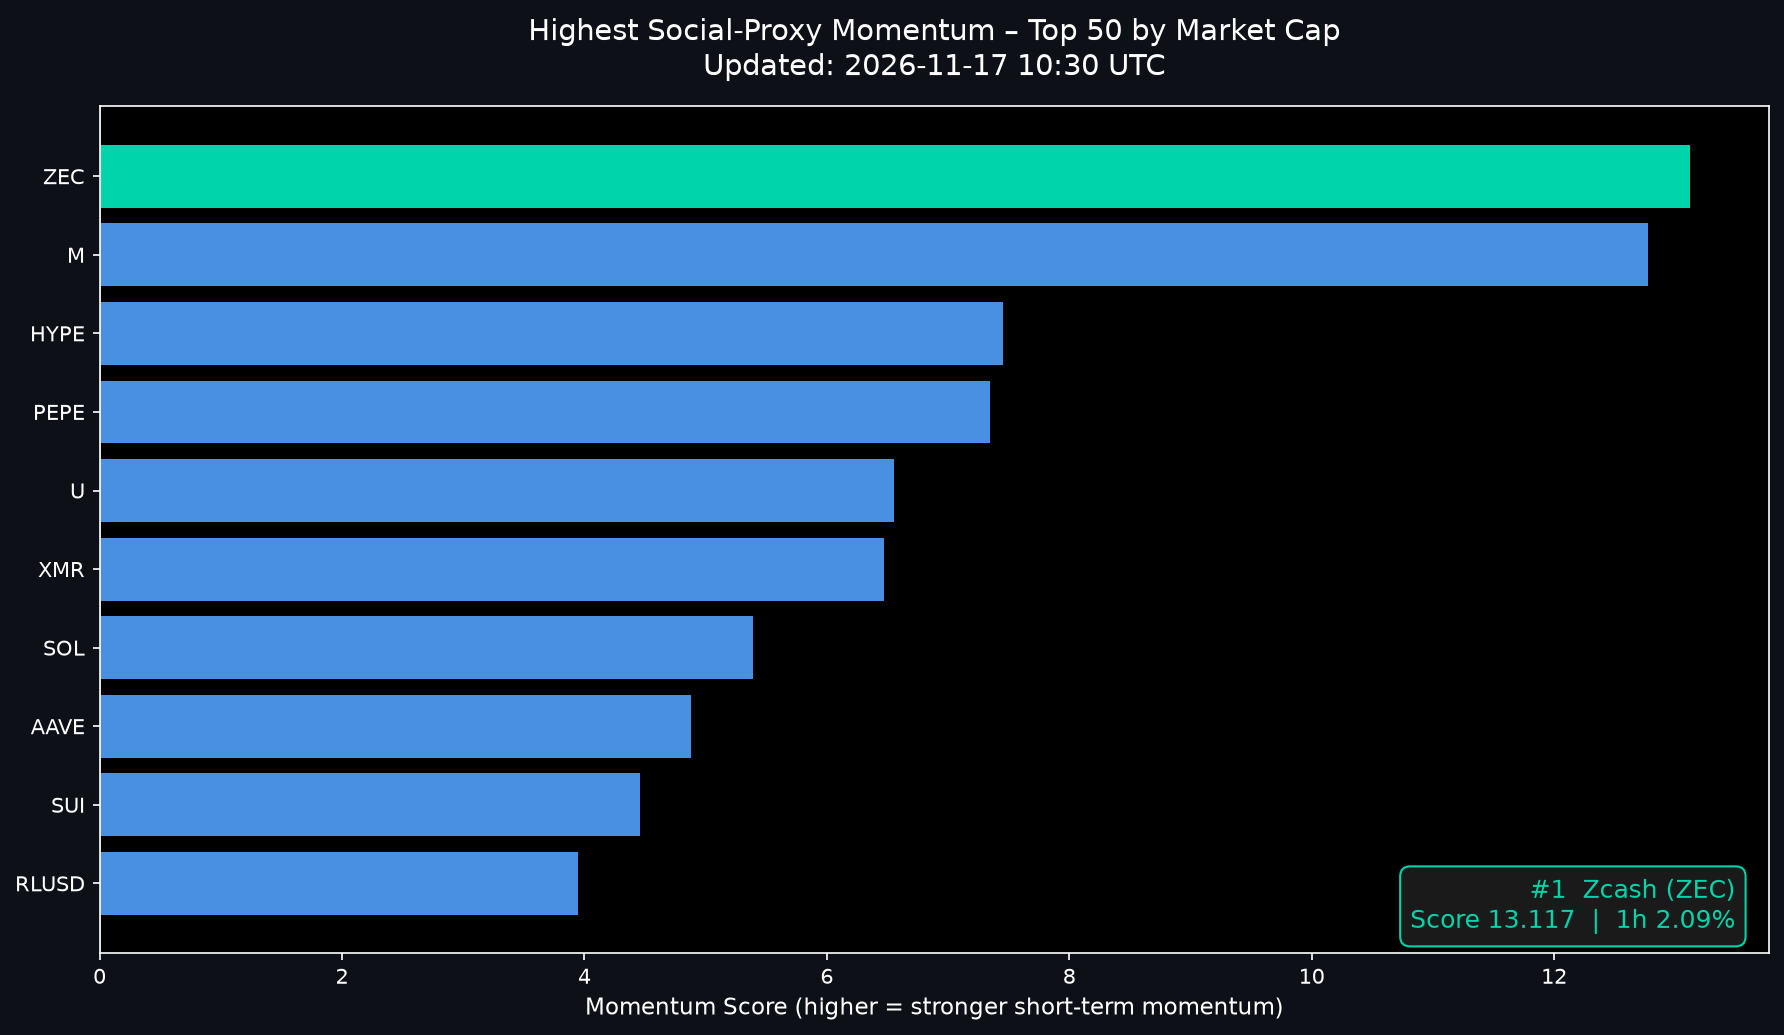 Highest Social-Proxy Momentum – Top 50 by Market Cap
Updated: 2026-11-17 10:30 UTC
ZEC
M
HYPE
PEPE
U
XMR
SOL
AAVE
SUI
RLUSD
#1  Zcash (ZEC)
Score 13.117  |  1h 2.09%
0 2 4 6 8 10 12
Momentum Score (higher = stronger short-term momentum)